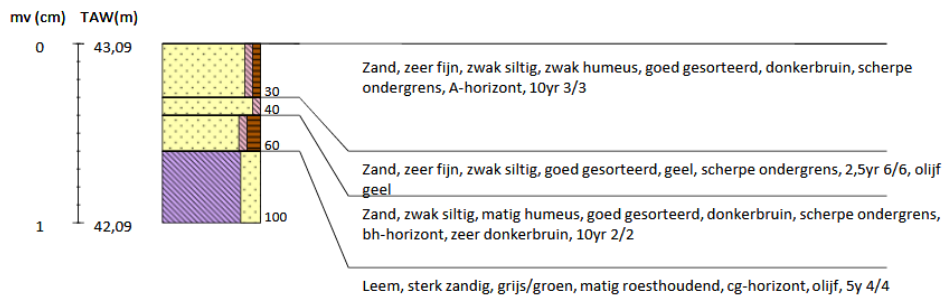 mv (cm) TAW(m)
0 43,09
Zand, zeer fijn, zwak siltig, zwak humeus, goed gesorteerd, donkerbruin, scherpe
ondergrens, A-horizont, 10yr 3/3
30
40
60
Zand, zeer fijn, zwak siltig, goed gesorteerd, geel, scherpe ondergrens, 2,5yr 6/6, olijf
geel
Zand, zwak siltig, matig humeus, goed gesorteerd, donkerbruin, scherpe ondergrens,
bh-horizont, zeer donkerbruin, 10yr 2/2
100
1 42,09
Leem, sterk zandig, grijs/groen, matig roesthoudend, cg-horizont, olijf, 5y 4/4